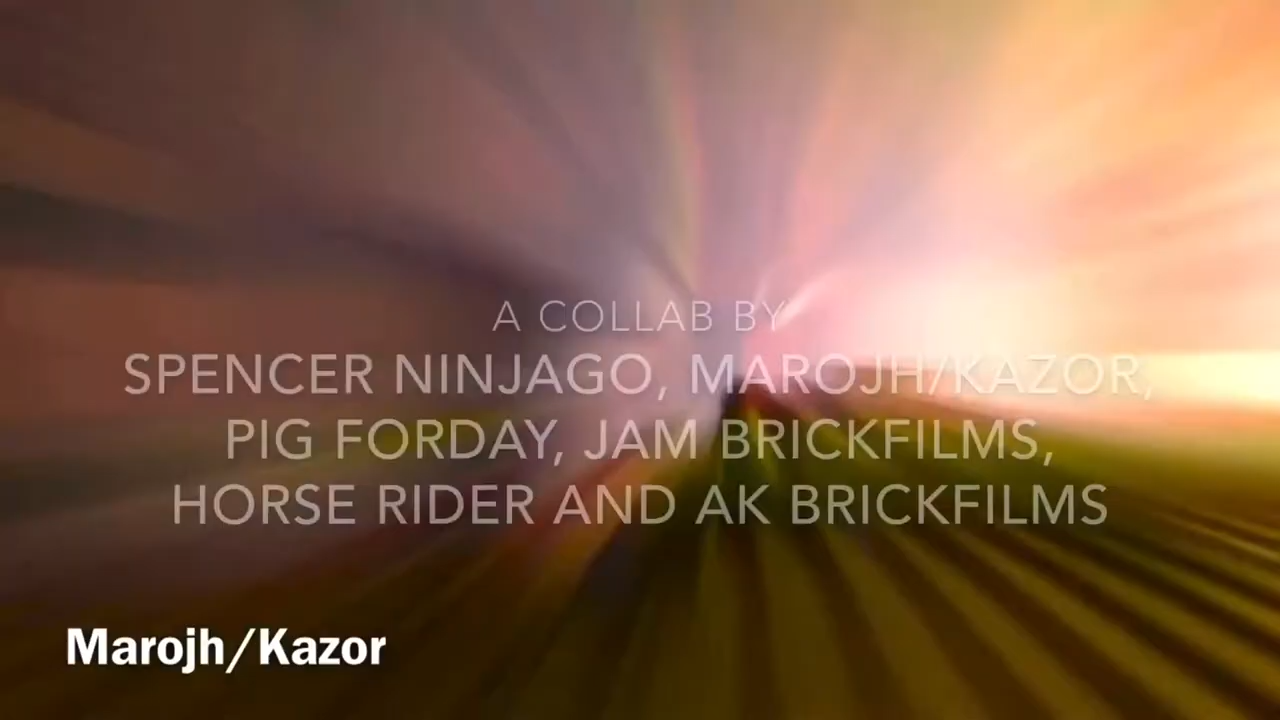 A COLLAB BY
SPENCER NINJAGO, MAROJH/KAZOR,
PIG FORDAY, JAM BRICKFILMS,
HORSE RIDER AND AK BRICKFILMS
Marojh/Kazor